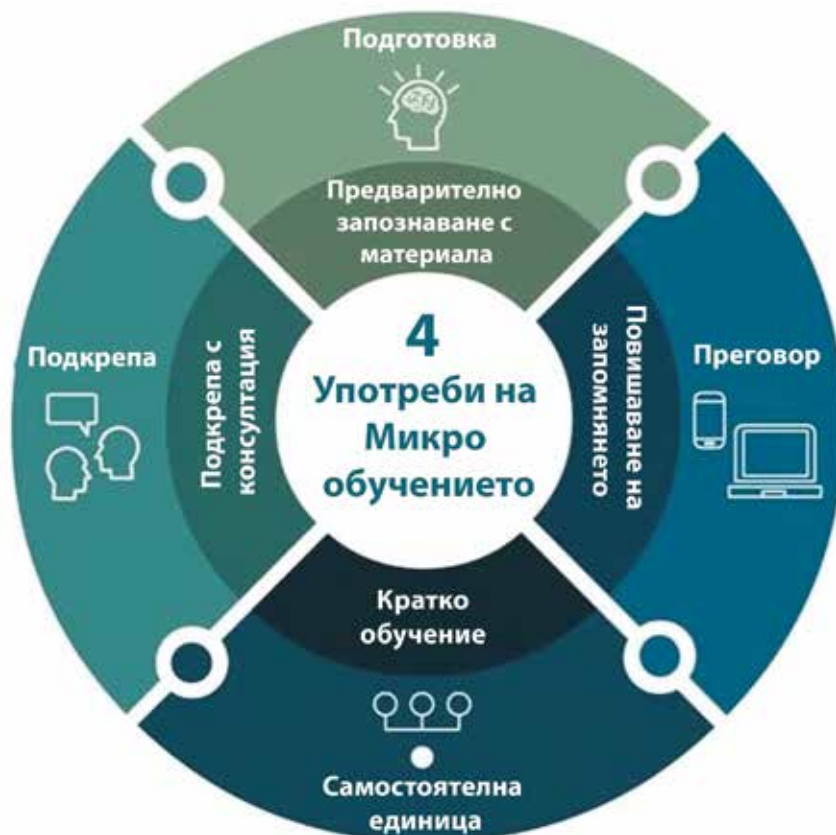 Подготовка
Предварително
запознаване с
материала
Подкрепа
Подкрепа с
консултация
4
Употреби на
Микро
обучението
Повишаване на
запомнянето
Преговор
Кратко
обучение
Самостоятелна
единица